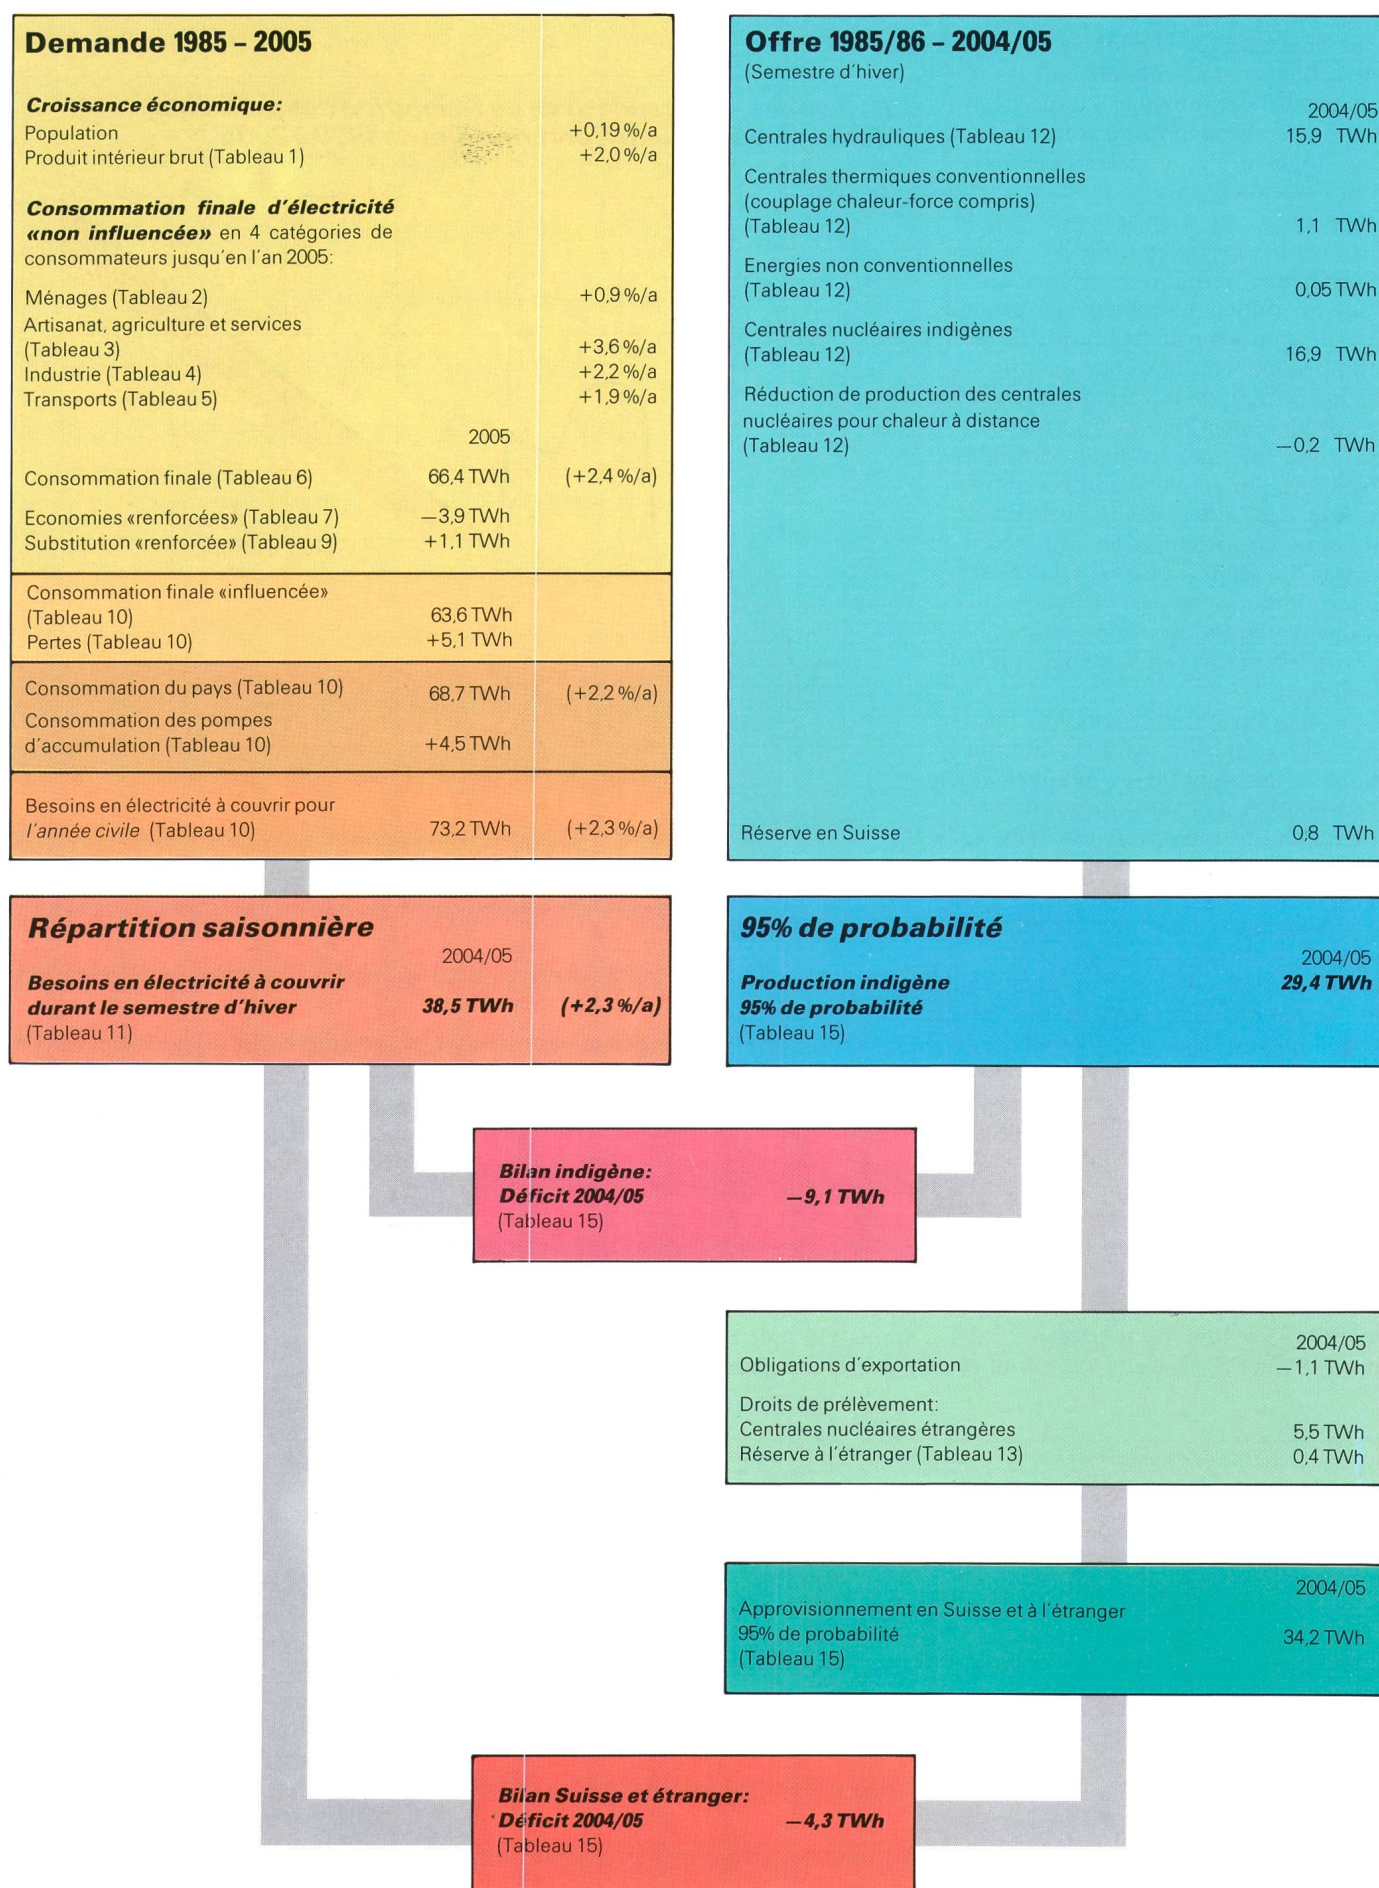 Demande 1985 – 2005
Croissance économique:
Population +0,19 %/a
Produit intérieur brut (Tableau 1) +2,0 %/a
Consommation finale d'électricité
«non influencée» en 4 catégories de
consommateurs jusqu'en l'an 2005:
Ménages (Tableau 2) +0,9 %/a
Artisanat, agriculture et services
(Tableau 3) +3,6 %/a
Industrie (Tableau 4) +2,2 %/a
Transports (Tableau 5) +1,9 %/a
2005
Consommation finale (Tableau 6) 66,4 TWh (+2,4 %/a)
Economies «renforcées» (Tableau 7) —3,9 TWh
Substitution «renforcée» (Tableau 9) +1,1 TWh
Consommation finale «influencée»
(Tableau 10) 63,6 TWh
Pertes (Tableau 10) +5,1 TWh
Consommation du pays (Tableau 10) 68,7 TWh (+2,2 %/a)
Consommation des pompes
d'accumulation (Tableau 10) +4,5 TWh
Besoins en électricité à couvrir pour
l'année civile (Tableau 10) 73,2 TWh (+2,3 %/a)
Offre 1985/86 – 2004/05
(Semestre d'hiver)
2004/05
Centrales hydrauliques (Tableau 12) 15,9 TWh
Centrales thermiques conventionnelles
(couplage chaleur-force compris)
(Tableau 12) 1,1 TWh
Energies non conventionnelles
(Tableau 12) 0,05 TWh
Centrales nucléaires indigènes
(Tableau 12) 16,9 TWh
Réduction de production des centrales
nucléaires pour chaleur à distance
(Tableau 12) —0,2 TWh
Réserve en Suisse 0,8 TWh
Répartition saisonnière
2004/05
Besoins en électricité à couvrir
durant le semestre d'hiver 38,5 TWh (+2,3 %/a)
(Tableau 11)
95% de probabilité
2004/05
Production indigène 29,4 TWh
95% de probabilité
(Tableau 15)
Bilan indigène:
Déficit 2004/05 —9,1 TWh
(Tableau 15)
2004/05
Obligations d'exportation —1,1 TWh
Droits de prélèvement:
Centrales nucléaires étrangères 5,5 TWh
Réserve à l'étranger (Tableau 13) 0,4 TWh
2004/05
Approvisionnement en Suisse et à l'étranger
95% de probabilité 34,2 TWh
(Tableau 15)
Bilan Suisse et étranger:
Déficit 2004/05 —4,3 TWh
(Tableau 15)